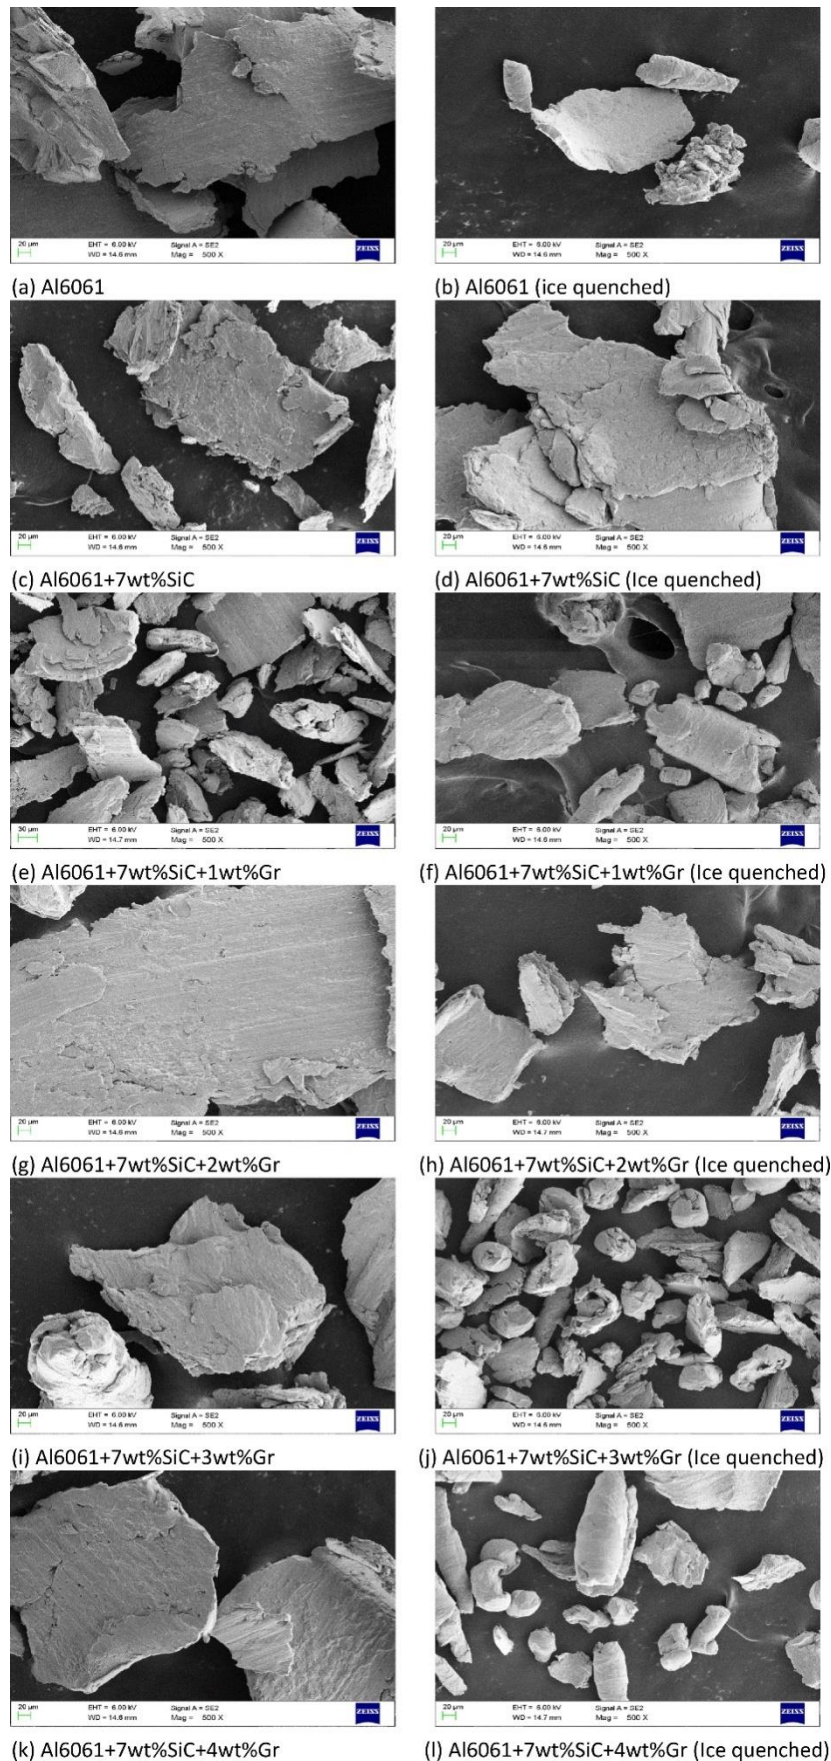 20 µm EHT = 6.00 kV Signal A = SE2 ZEISS
WD = 14.6 mm Mag = 500 X
20 µm EHT = 6.00 kV Signal A = SE2 ZEISS
WD = 14.6 mm Mag = 500 X
(a) Al6061 (b) Al6061 (ice quenched)
20 µm EHT = 6.00 kV Signal A = SE2 ZEISS
WD = 14.6 mm Mag = 500 X
20 µm EHT = 6.00 kV Signal A = SE2 ZEISS
WD = 14.6 mm Mag = 500 X
(c) Al6061+7wt%SiC (d) Al6061+7wt%SiC (Ice quenched)
30 µm EHT = 6.00 kV Signal A = SE2 ZEISS
WD = 14.7 mm Mag = 500 X
20 µm EHT = 6.00 kV Signal A = SE2 ZEISS
WD = 14.6 mm Mag = 500 X
(e) Al6061+7wt%SiC+1wt%Gr (f) Al6061+7wt%SiC+1wt%Gr (Ice quenched)
20 µm EHT = 6.00 kV Signal A = SE2 ZEISS
WD = 14.6 mm Mag = 500 X
20 µm EHT = 6.00 kV Signal A = SE2 ZEISS
WD = 14.7 mm Mag = 500 X
(g) Al6061+7wt%SiC+2wt%Gr (h) Al6061+7wt%SiC+2wt%Gr (Ice quenched)
20 µm EHT = 6.00 kV Signal A = SE2 ZEISS
WD = 14.6 mm Mag = 500 X
20 µm EHT = 6.00 kV Signal A = SE2 ZEISS
WD = 14.6 mm Mag = 500 X
(i) Al6061+7wt%SiC+3wt%Gr (j) Al6061+7wt%SiC+3wt%Gr (Ice quenched)
20 µm EHT = 6.00 kV Signal A = SE2 ZEISS
WD = 14.6 mm Mag = 500 X
20 µm EHT = 6.00 kV Signal A = SE2 ZEISS
WD = 14.7 mm Mag = 500 X
(k) Al6061+7wt%SiC+4wt%Gr (l) Al6061+7wt%SiC+4wt%Gr (Ice quenched)